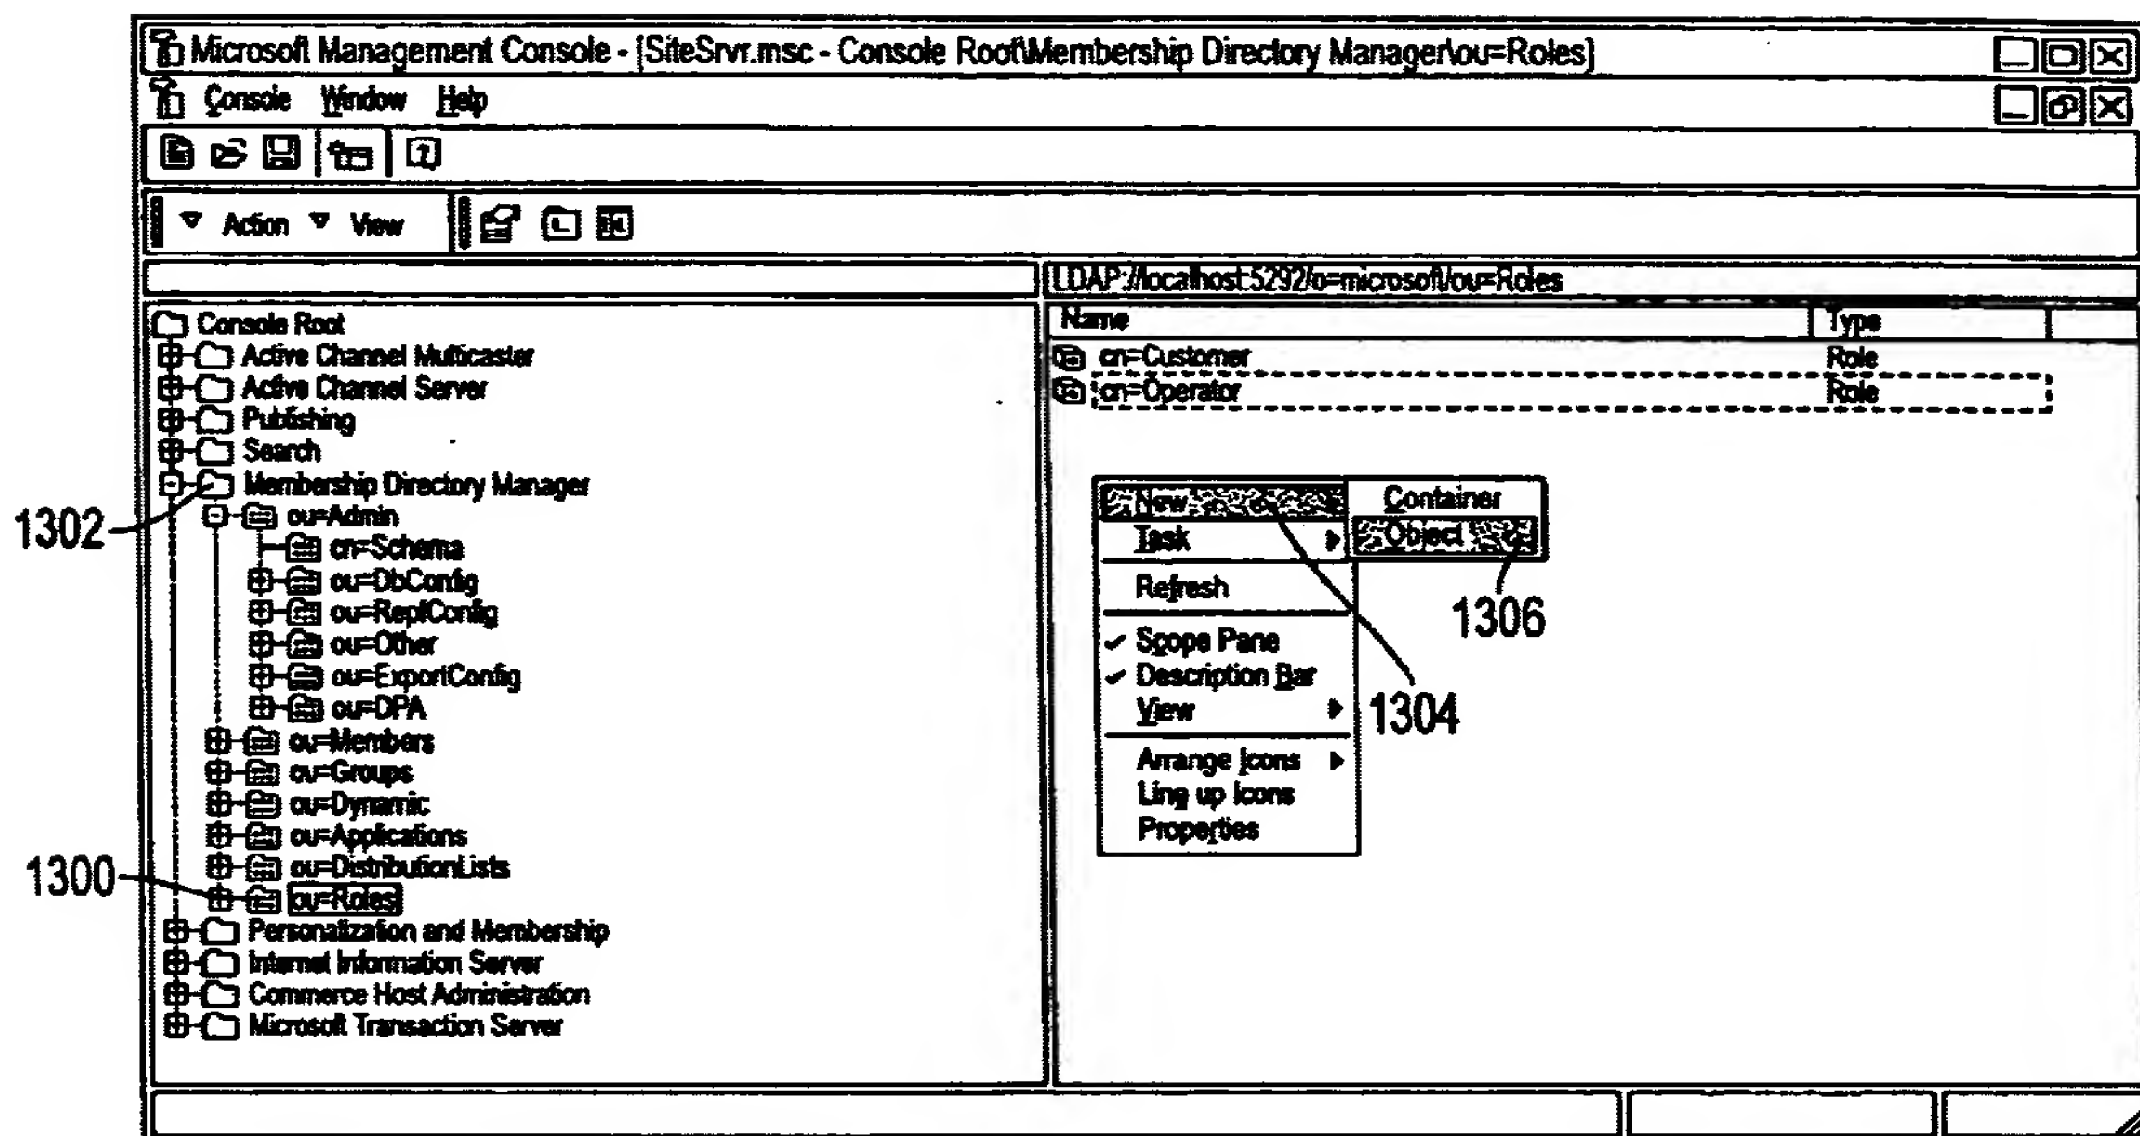 Microsoft Management Console - [SiteSrvr.msc - Console Root\Membership Directory Manager\ou=Roles]
Console Window Help
Action View
LDAP://localhost:5292/o=microsoft/ou=Roles
Console Root
Active Channel Multicaster
Active Channel Server
Publishing
Search
Membership Directory Manager
ou=Admin
cn=Schema
ou=DbConfig
ou=ReplConfig
ou=Other
ou=ExportConfig
ou=DPA
ou=Members
ou=Groups
ou=Dynamic
ou=Applications
ou=DistributionLists
ou=Roles
Personalization and Membership
Internet Information Server
Commerce Host Administration
Microsoft Transaction Server
1302
1300
Name Type
cn=Customer Role
cn=Operator Role
New
Task
Refresh
Scope Pane
Description Bar
View
Arrange Icons
Line up Icons
Properties
Container
Object
1306
1304